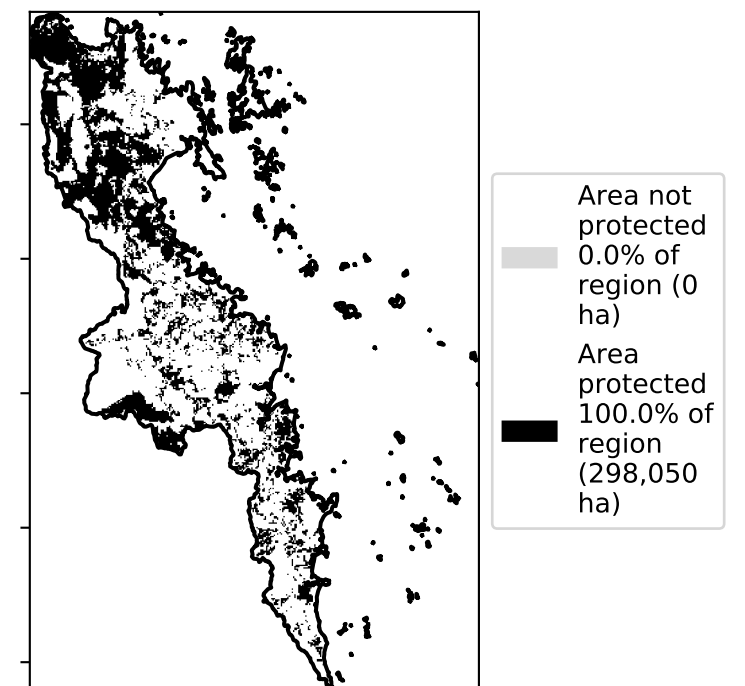 Area not
protected
0.0% of
region (0
ha)
Area
protected
100.0% of
region
(298,050
ha)